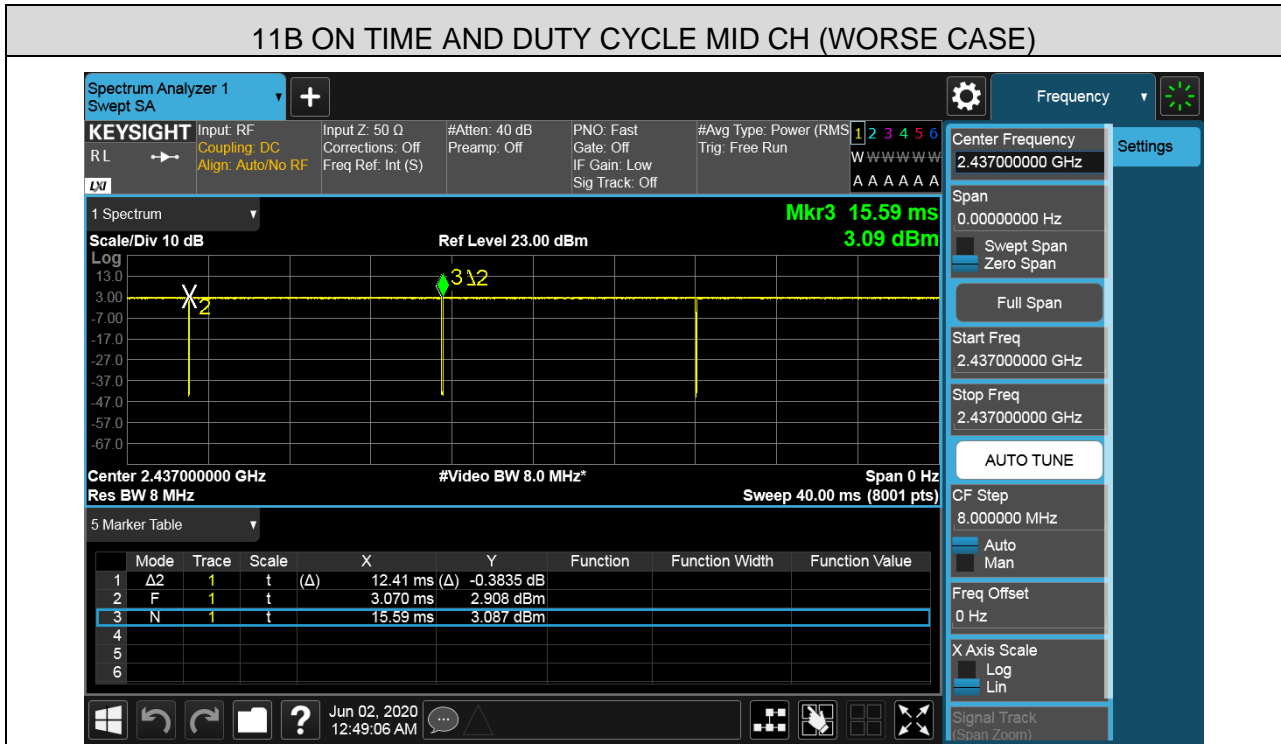 11B ON TIME AND DUTY CYCLE MID CH (WORSE CASE)
Spectrum Analyzer 1
Swept SA
Frequency
KEYSIGHT
RL
LXI
Input: RF
Coupling: DC
Align: Auto/No RF
Input Z: 50 Ω
Corrections: Off
Freq Ref: Int (S)
#Atten: 40 dB
Preamp: Off
PNO: Fast
Gate: Off
IF Gain: Low
Sig Track: Off
#Avg Type: Power (RMS
Trig: Free Run
1 2 3 4 5 6
W W W W W W
A A A A A A
1 Spectrum
Mkr3 15.59 ms
3.09 dBm
Scale/Div 10 dB
Ref Level 23.00 dBm
Log
13.0
3.00
-7.00
-17.0
-27.0
-37.0
-47.0
-57.0
-67.0
2
3 Δ2
Center 2.437000000 GHz
#Video BW 8.0 MHz*
Span 0 Hz
Res BW 8 MHz
Sweep 40.00 ms (8001 pts)
5 Marker Table
Mode Trace Scale X Y Function Function Width Function Value
1 Δ2 1 t (Δ) 12.41 ms (Δ) -0.3835 dB
2 F 1 t 3.070 ms 2.908 dBm
3 N 1 t 15.59 ms 3.087 dBm
4
5
6
?
Jun 02, 2020
12:49:06 AM
Settings
Center Frequency
2.437000000 GHz
Span
0.00000000 Hz
Swept Span
Zero Span
Full Span
Start Freq
2.437000000 GHz
Stop Freq
2.437000000 GHz
AUTO TUNE
CF Step
8.000000 MHz
Auto
Man
Freq Offset
0 Hz
X Axis Scale
Log
Lin
Signal Track
(Span Zoom)